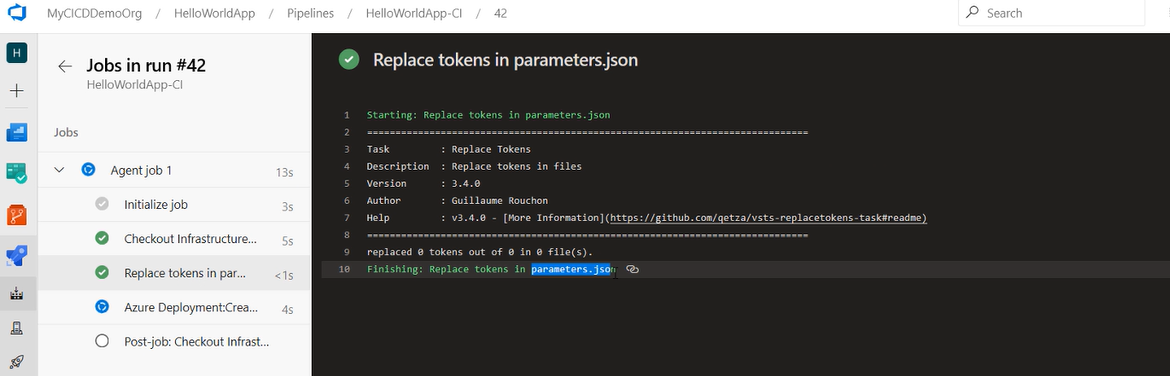 MyCICDDemoOrg / HelloWorldApp / Pipelines / HelloWorldApp-CI / 42
Search
H
Jobs in run #42
HelloWorldApp-CI
Jobs
Agent job 1 13s
Initialize job 3s
Checkout Infrastructure... 5s
Replace tokens in par... <1s
Azure Deployment:Crea... 4s
Post-job: Checkout Infrast...
Replace tokens in parameters.json
1 Starting: Replace tokens in parameters.json
2 ==============================================================================
3 Task : Replace Tokens
4 Description : Replace tokens in files
5 Version : 3.4.0
6 Author : Guillaume Rouchon
7 Help : v3.4.0 - [More Information](https://github.com/qetza/vsts-replacetokens-task#readme)
8 ==============================================================================
9 replaced 0 tokens out of 0 in 0 file(s).
10 Finishing: Replace tokens in parameters.json